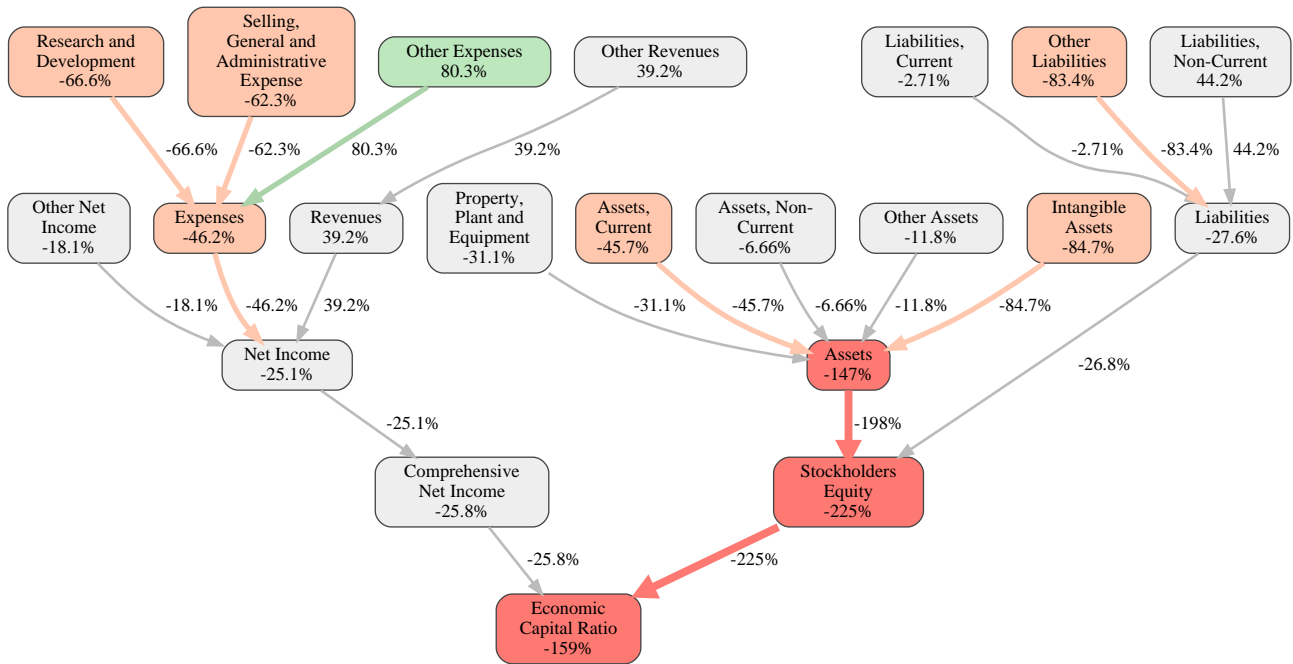 Research and
Development
-66.6%
Selling,
General and
Administrative
Expense
-62.3%
Other Expenses
80.3%
Other Revenues
39.2%
Liabilities,
Current
-2.71%
Other
Liabilities
-83.4%
Liabilities,
Non-Current
44.2%
-66.6%
-62.3%
80.3%
39.2%
-2.71%
-83.4%
44.2%
Other Net
Income
-18.1%
Expenses
-46.2%
Revenues
39.2%
Property,
Plant and
Equipment
-31.1%
Assets,
Current
-45.7%
Assets, Non-
Current
-6.66%
Other Assets
-11.8%
Intangible
Assets
-84.7%
Liabilities
-27.6%
-18.1%
-46.2%
39.2%
-31.1%
-45.7%
-6.66%
-11.8%
-84.7%
Net Income
-25.1%
Assets
-147%
-26.8%
-25.1%
-198%
Comprehensive
Net Income
-25.8%
Stockholders
Equity
-225%
-25.8%
-225%
Economic
Capital Ratio
-159%